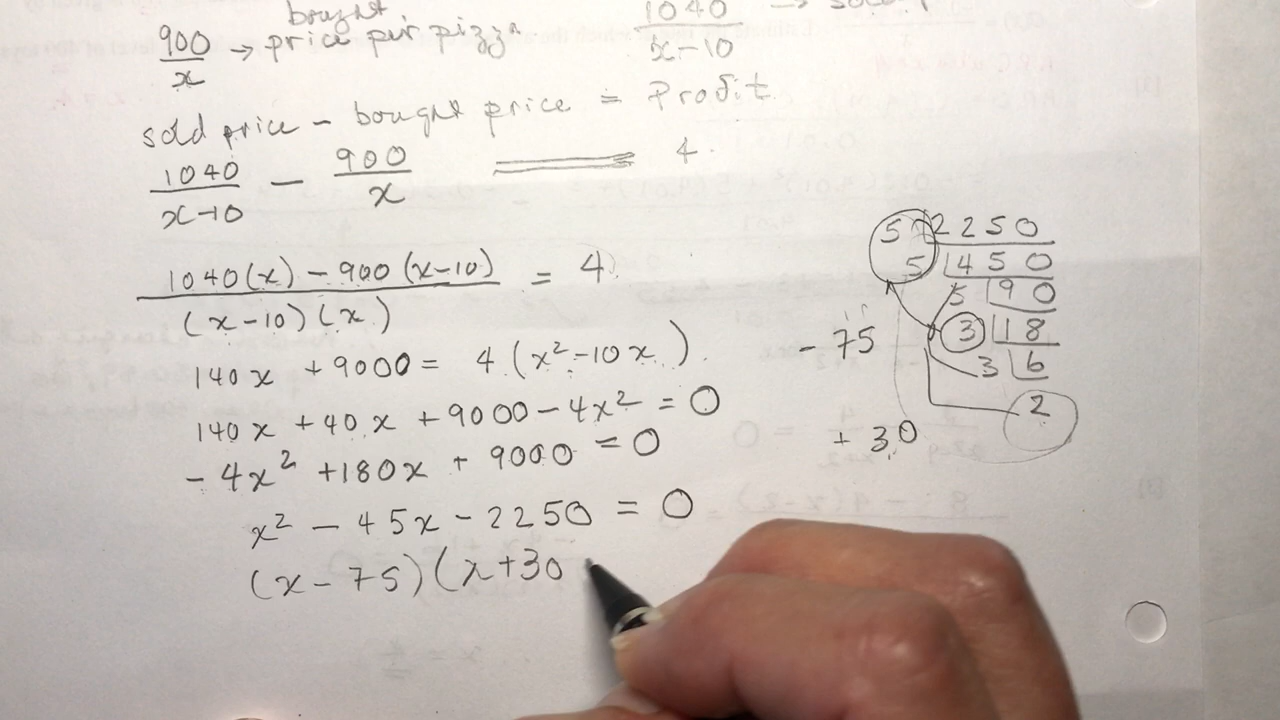 bought
900/x → price per pizza
1040/x-10 →
sold price - bought price = Profit
1040/x-10 - 900/x = 4
1040(x) - 900(x-10)/(x-10)(x) = 4
140x + 9000 = 4(x²-10x)
140x + 40x + 9000 - 4x² = 0
-4x² + 180x + 9000 = 0
x² - 45x - 2250 = 0
(x-75)(x+30
5 2250
5 450
5 90
3 18
3 6
2
- 75
+ 30